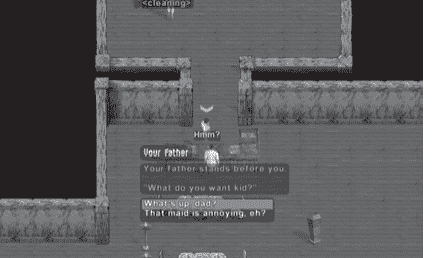 <cleaning>
Hmm?
Your Father
Your father stands before you.
"What do you want kid?"
What's up, dad?
That maid is annoying, eh?